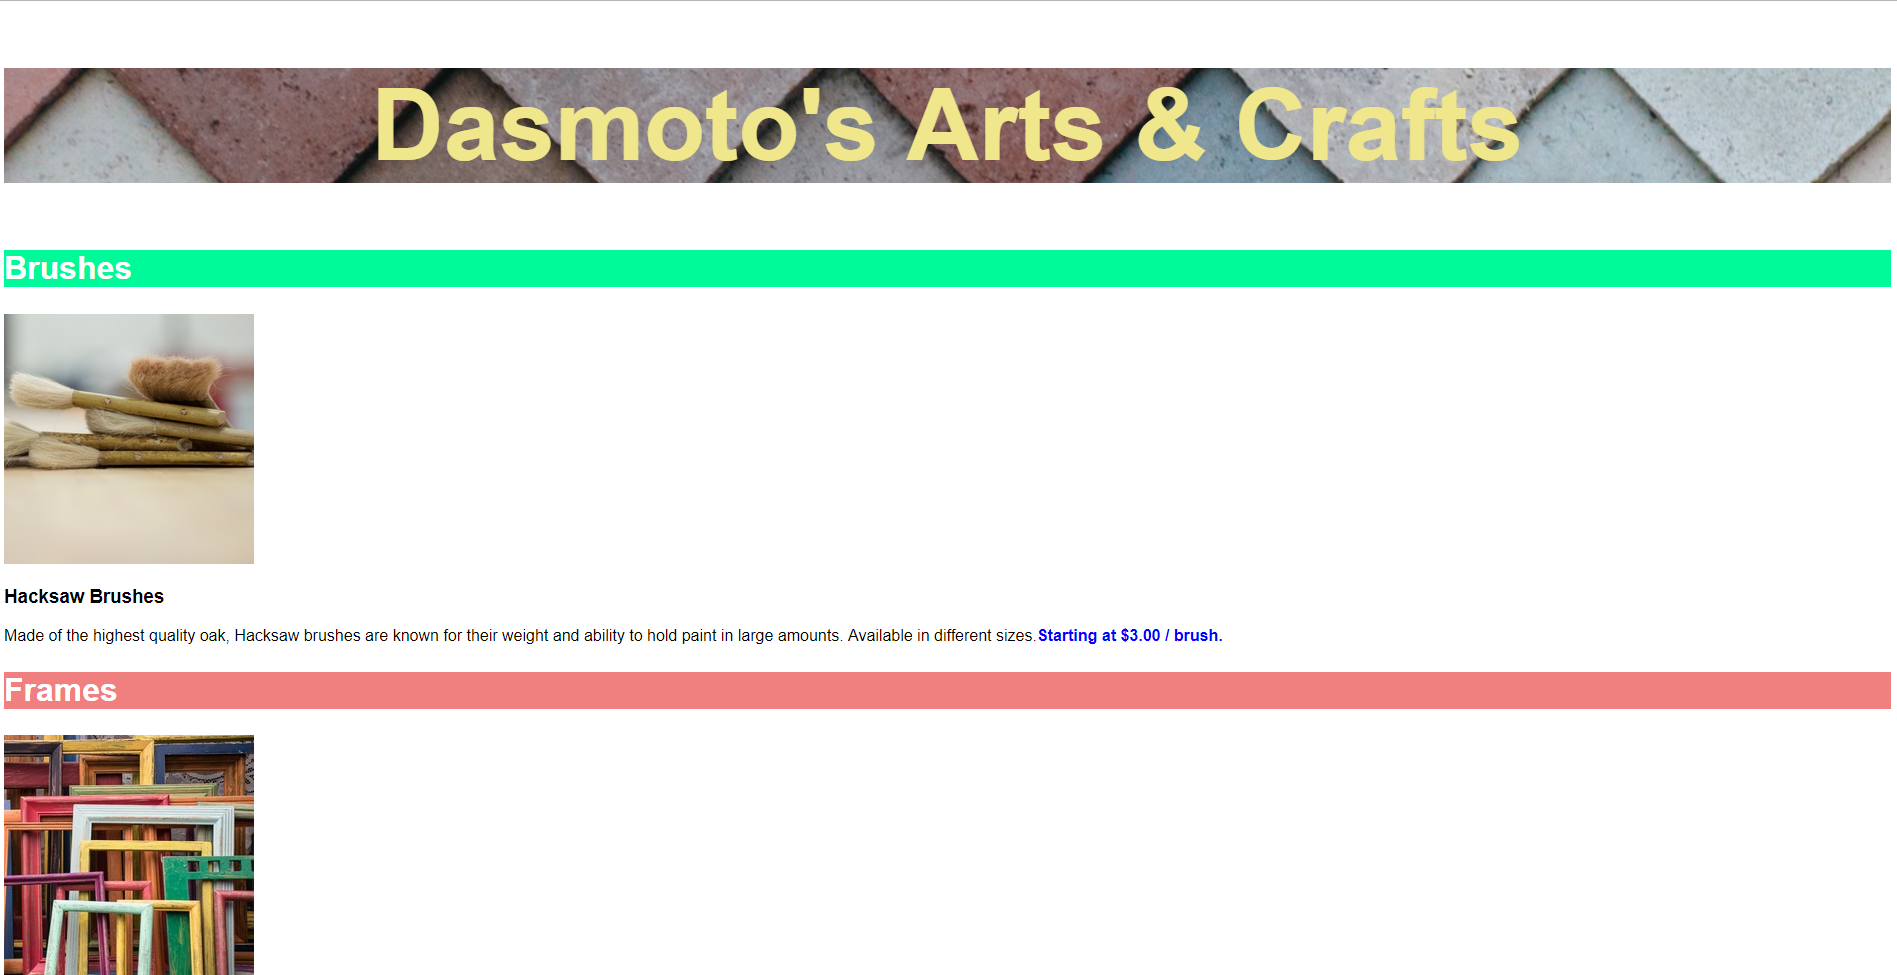 Dasmoto's Arts & Crafts
Brushes
Hacksaw Brushes
Made of the highest quality oak, Hacksaw brushes are known for their weight and ability to hold paint in large amounts. Available in different sizes.Starting at $3.00 / brush.
Frames